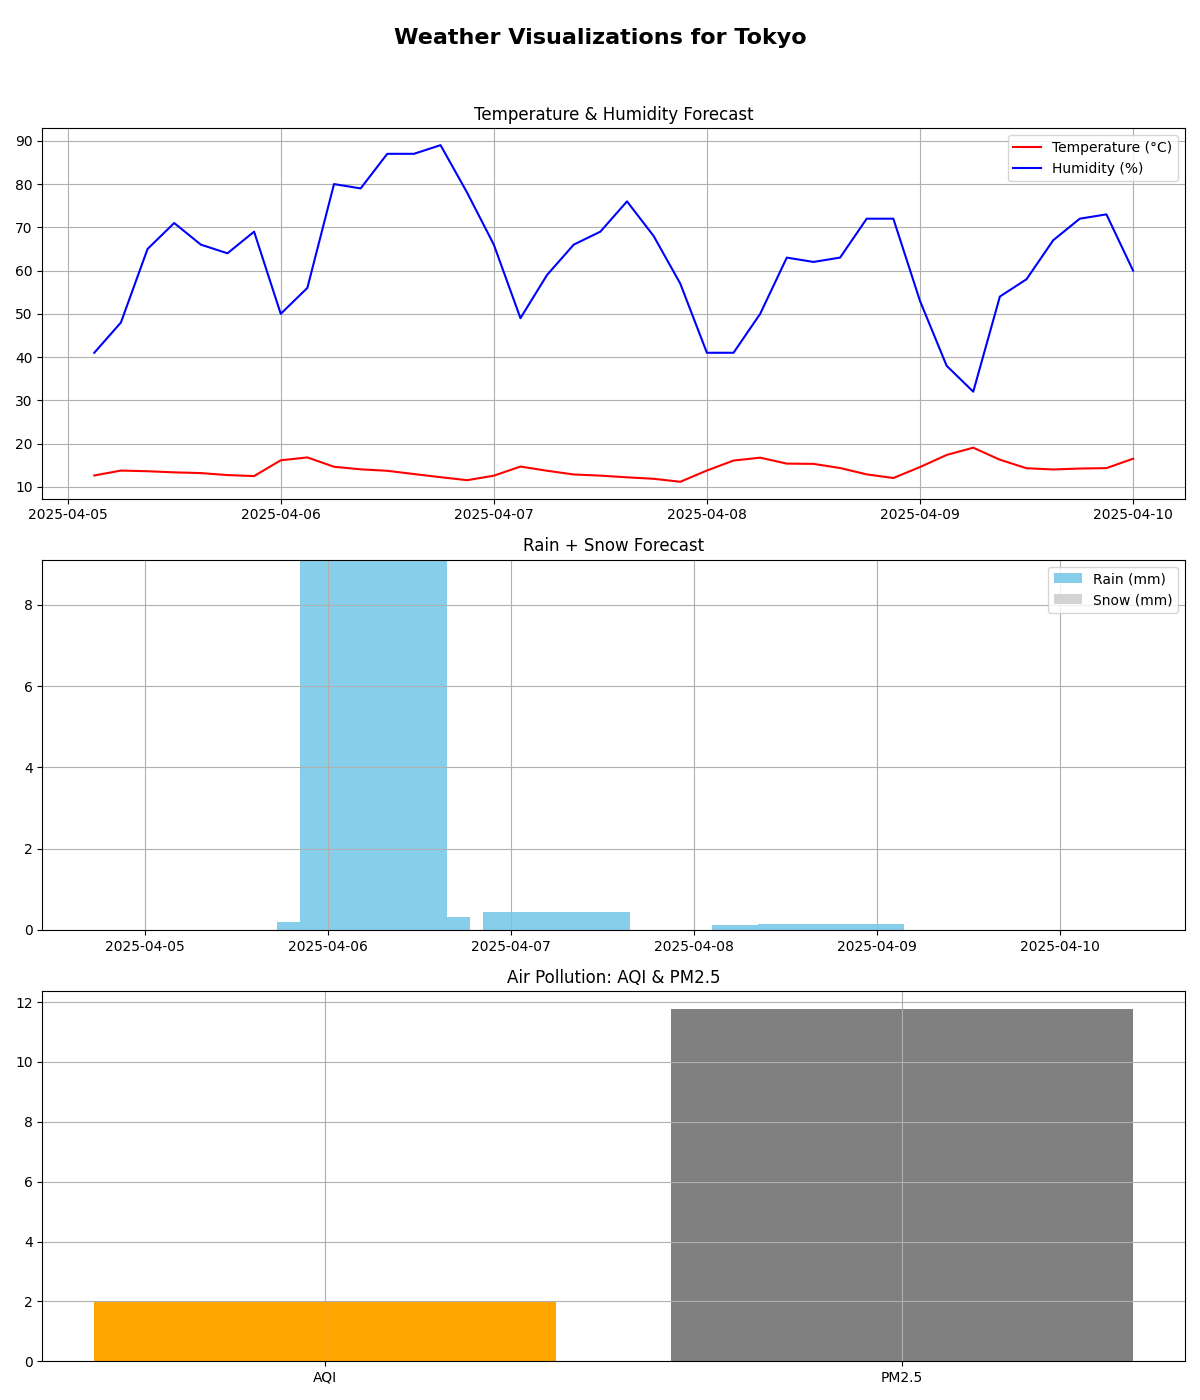 Weather Visualizations for Tokyo
Temperature & Humidity Forecast
Temperature (°C)
Humidity (%)
90
80
70
60
50
40
30
20
10
2025-04-05 2025-04-06 2025-04-07 2025-04-08 2025-04-09 2025-04-10
Rain + Snow Forecast
Rain (mm)
Snow (mm)
8
6
4
2
0
2025-04-05 2025-04-06 2025-04-07 2025-04-08 2025-04-09 2025-04-10
Air Pollution: AQI & PM2.5
12
10
8
6
4
2
0
AQI PM2.5